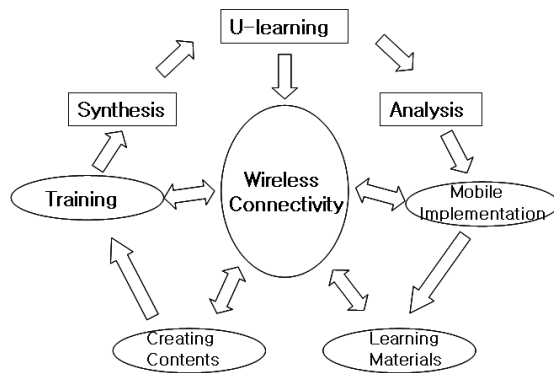 U-learning
Synthesis
Analysis
Wireless
Connectivity
Training
Mobile
Implementation
Creating
Contents
Learning
Materials